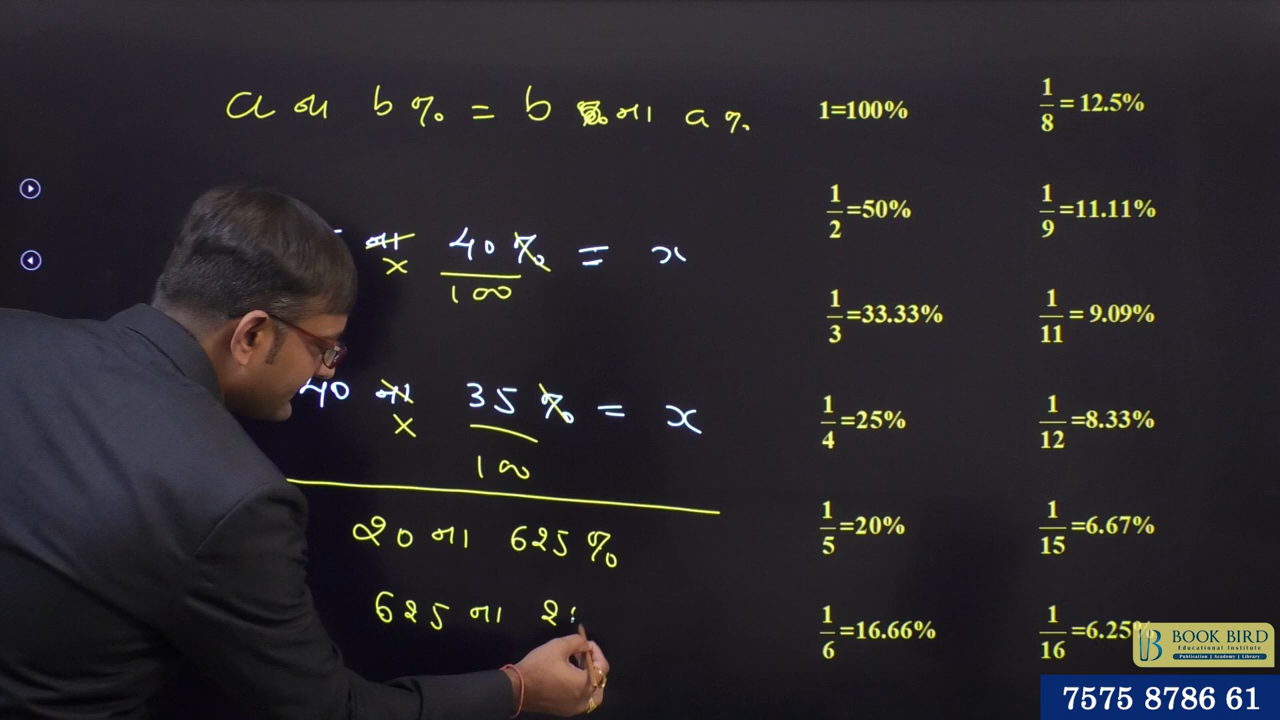 a ના b % = b ના a %
ના 40 % = x
x
100
40 ના 35 % = x
x
100
20 ના 625 %
625 ના 2
1=100%
1/2=50%
1/3=33.33%
1/4=25%
1/5=20%
1/6=16.66%
1/8=12.5%
1/9=11.11%
1/11= 9.09%
1/12=8.33%
1/15=6.67%
1/16=6.25%
BOOK BIRD
Educational Institute
Publication | Academy | Library
7575 8786 61